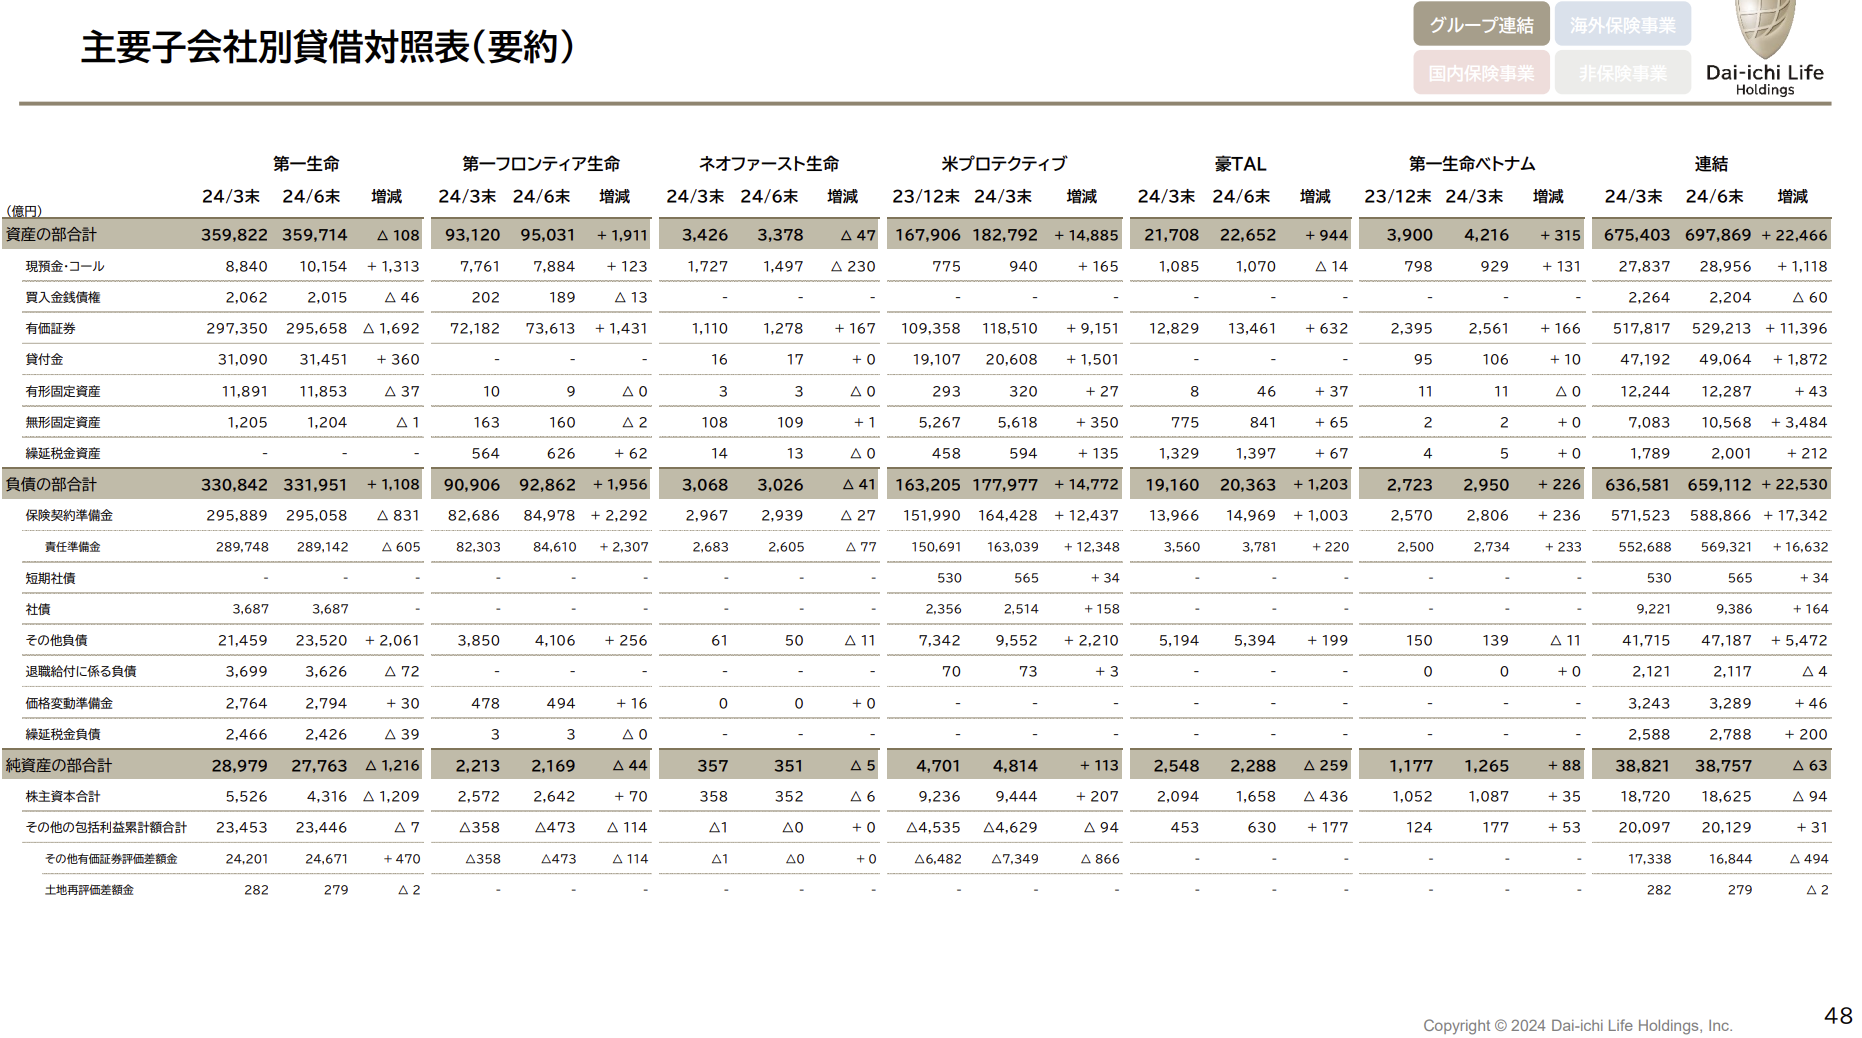 主要子会社別貸借対照表(要約)
グループ連結 海外保険事業
国内保険事業 非保険事業
Dai-ichi Life
Holdings
第一生命 第一フロンティア生命 ネオファースト生命 米プロテクティブ 豪TAL 第一生命ベトナム 連結
(億円) 24/3末 24/6末 増減 24/3末 24/6末 増減 24/3末 24/6末 増減 23/12末 24/3末 増減 24/3末 24/6末 増減 23/12末 24/3末 増減 24/3末 24/6末 増減
資産の部合計 359,822 359,714 △ 108 93,120 95,031 + 1,911 3,426 3,378 △ 47 167,906 182,792 + 14,885 21,708 22,652 + 944 3,900 4,216 + 315 675,403 697,869 + 22,466
現預金・コール 8,840 10,154 + 1,313 7,761 7,884 + 123 1,727 1,497 △ 230 775 940 + 165 1,085 1,070 △ 14 798 929 + 131 27,837 28,956 + 1,118
買入金銭債権 2,062 2,015 △ 46 202 189 △ 13 - - - - - - - - - - - - 2,264 2,204 △ 60
有価証券 297,350 295,658 △ 1,692 72,182 73,613 + 1,431 1,110 1,278 + 167 109,358 118,510 + 9,151 12,829 13,461 + 632 2,395 2,561 + 166 517,817 529,213 + 11,396
貸付金 31,090 31,451 + 360 - - - 16 17 + 0 19,107 20,608 + 1,501 - - - 95 106 + 10 47,192 49,064 + 1,872
有形固定資産 11,891 11,853 △ 37 10 9 △ 0 3 3 △ 0 293 320 + 27 8 46 + 37 11 11 △ 0 12,244 12,287 + 43
無形固定資産 1,205 1,204 △ 1 163 160 △ 2 108 109 + 1 5,267 5,618 + 350 775 841 + 65 2 2 + 0 7,083 10,568 + 3,484
繰延税金資産 - - - 564 626 + 62 14 13 △ 0 458 594 + 135 1,329 1,397 + 67 4 5 + 0 1,789 2,001 + 212
負債の部合計 330,842 331,951 + 1,108 90,906 92,862 + 1,956 3,068 3,026 △ 41 163,205 177,977 + 14,772 19,160 20,363 + 1,203 2,723 2,950 + 226 636,581 659,112 + 22,530
保険契約準備金 295,889 295,058 △ 831 82,686 84,978 + 2,292 2,967 2,939 △ 27 151,990 164,428 + 12,437 13,966 14,969 + 1,003 2,570 2,806 + 236 571,523 588,866 + 17,342
責任準備金 289,748 289,142 △ 605 82,303 84,610 + 2,307 2,683 2,605 △ 77 150,691 163,039 + 12,348 3,560 3,781 + 220 2,500 2,734 + 233 552,688 569,321 + 16,632
短期社債 - - - - - - - - - 530 565 + 34 - - - - - - 530 565 + 34
社債 3,687 3,687 - - - - - - - 2,356 2,514 + 158 - - - - - - 9,221 9,386 + 164
その他負債 21,459 23,520 + 2,061 3,850 4,106 + 256 61 50 △ 11 7,342 9,552 + 2,210 5,194 5,394 + 199 150 139 △ 11 41,715 47,187 + 5,472
退職給付に係る負債 3,699 3,626 △ 72 - - - - - - 70 73 + 3 - - - 0 0 + 0 2,121 2,117 △ 4
価格変動準備金 2,764 2,794 + 30 478 494 + 16 0 0 + 0 - - - - - - - - - 3,243 3,289 + 46
繰延税金負債 2,466 2,426 △ 39 3 3 △ 0 - - - - - - - - - - - - 2,588 2,788 + 200
純資産の部合計 28,979 27,763 △ 1,216 2,213 2,169 △ 44 357 351 △ 5 4,701 4,814 + 113 2,548 2,288 △ 259 1,177 1,265 + 88 38,821 38,757 △ 63
株主資本合計 5,526 4,316 △ 1,209 2,572 2,642 + 70 358 352 △ 6 9,236 9,444 + 207 2,094 1,658 △ 436 1,052 1,087 + 35 18,720 18,625 △ 94
その他の包括利益累計額合計 23,453 23,446 △ 7 △358 △473 △ 114 △1 △0 + 0 △4,535 △4,629 △ 94 453 630 + 177 124 177 + 53 20,097 20,129 + 31
その他有価証券評価差額金 24,201 24,671 + 470 △358 △473 △ 114 △1 △0 + 0 △6,482 △7,349 △ 866 - - - - - - 17,338 16,844 △ 494
土地再評価差額金 282 279 △ 2 - - - - - - - - - - - - - - - 282 279 △ 2
48
Copyright © 2024 Dai-ichi Life Holdings, Inc.